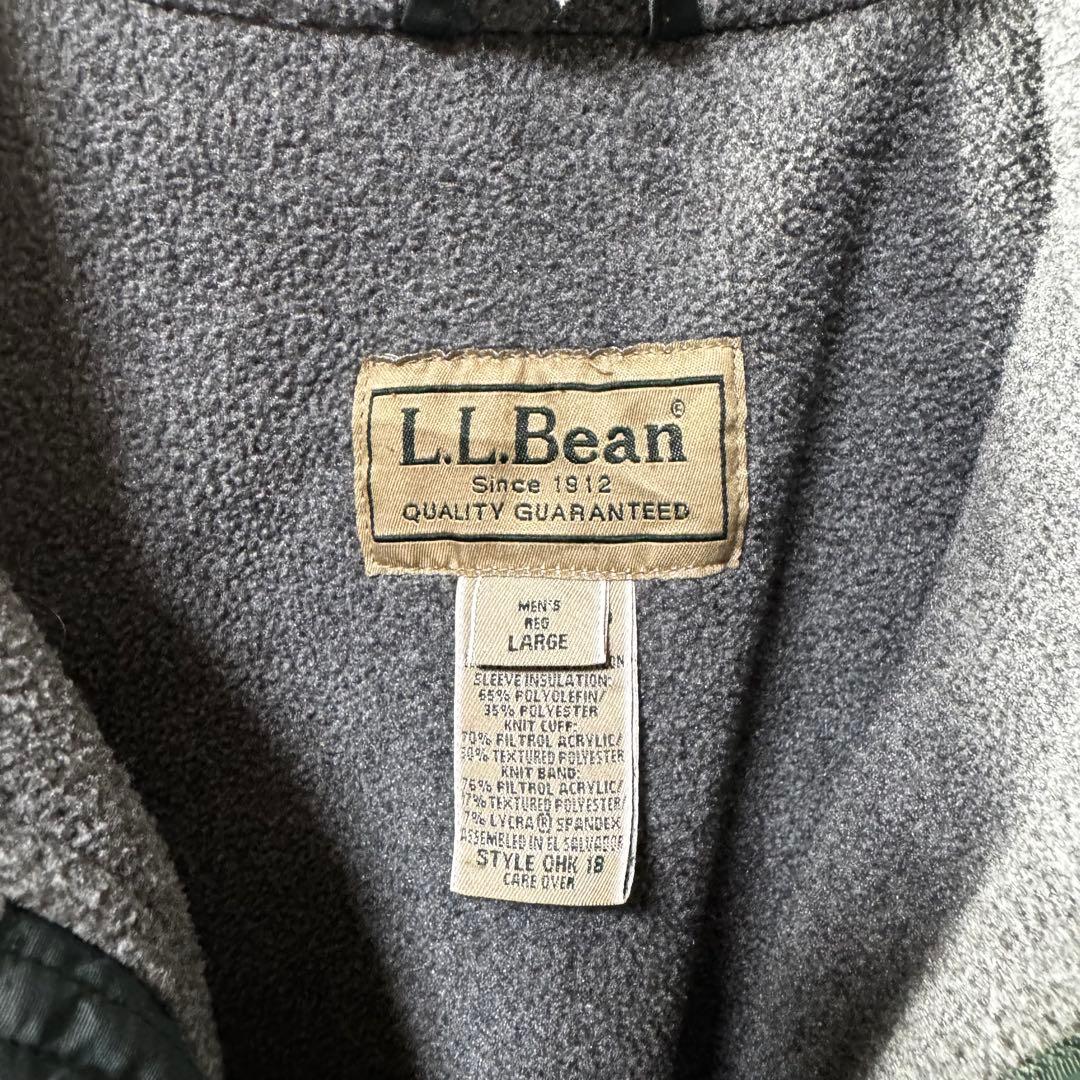 L.L.Bean®
Since 1912
QUALITY GUARANTEED
MEN'S
REG
LARGE
SLEEVE INSULATION:
65% POLYOLEFIN/
35% POLYESTER
KNIT CUFF:
70% PILTROL ACRYLIC/
30% TEXTURED POLYESTER
KNIT BAND:
76% PILTROL ACRYLIC/
17% TEXTURED POLYESTER/
7% LYCRA® SPANDEX
ASSEMBLED IN EL SALVADOR
STYLE OHK 18
CARE OVER